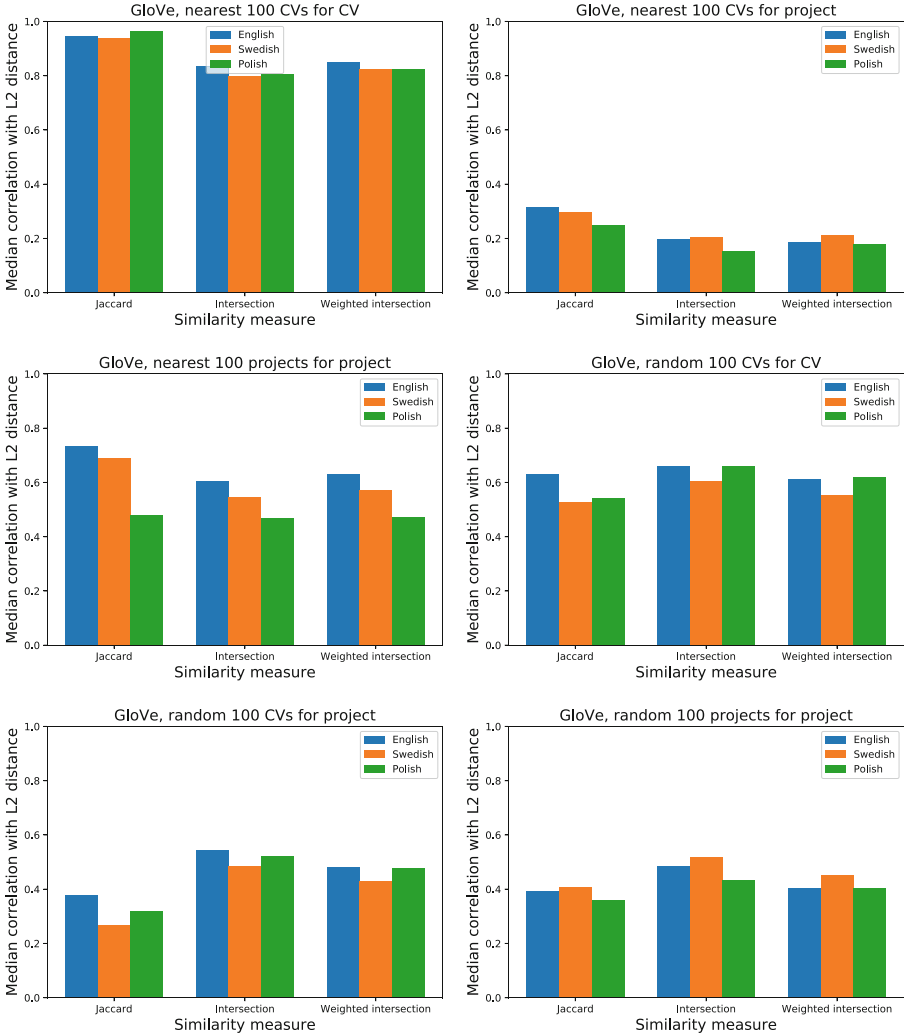 GloVe, nearest 100 CVs for CV
Median correlation with L2 distance
1.0
0.8
0.6
0.4
0.2
0.0
English
Swedish
Polish
Jaccard Intersection Weighted intersection
Similarity measure
GloVe, nearest 100 CVs for project
Median correlation with L2 distance
1.0
0.8
0.6
0.4
0.2
0.0
English
Swedish
Polish
Jaccard Intersection Weighted intersection
Similarity measure
GloVe, nearest 100 projects for project
Median correlation with L2 distance
1.0
0.8
0.6
0.4
0.2
0.0
English
Swedish
Polish
Jaccard Intersection Weighted intersection
Similarity measure
GloVe, random 100 CVs for CV
Median correlation with L2 distance
1.0
0.8
0.6
0.4
0.2
0.0
English
Swedish
Polish
Jaccard Intersection Weighted intersection
Similarity measure
GloVe, random 100 CVs for project
Median correlation with L2 distance
1.0
0.8
0.6
0.4
0.2
0.0
English
Swedish
Polish
Jaccard Intersection Weighted intersection
Similarity measure
GloVe, random 100 projects for project
Median correlation with L2 distance
1.0
0.8
0.6
0.4
0.2
0.0
English
Swedish
Polish
Jaccard Intersection Weighted intersection
Similarity measure